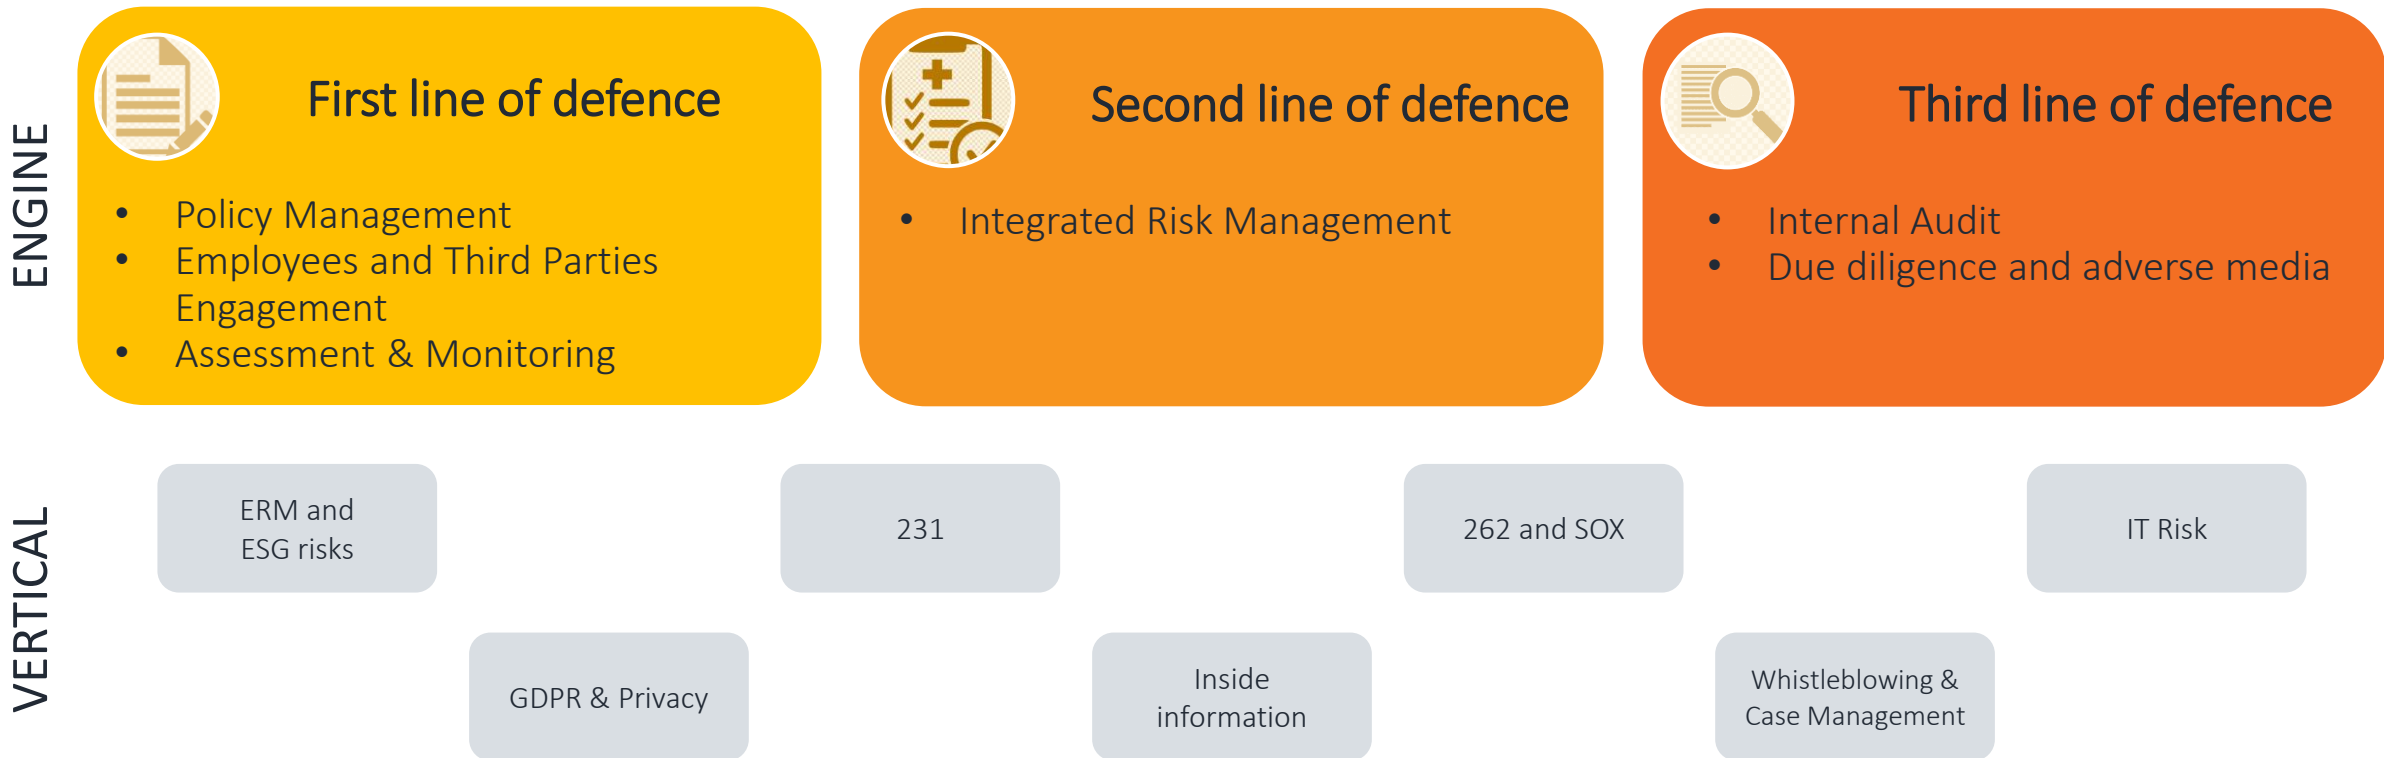 ENGINE
First line of defence
• Policy Management
• Employees and Third Parties
Engagement
• Assessment & Monitoring
Second line of defence
• Integrated Risk Management
Third line of defence
• Internal Audit
• Due diligence and adverse media
VERTICAL
ERM and
ESG risks
GDPR & Privacy
231
Inside
information
262 and SOX
Whistleblowing &
Case Management
IT Risk